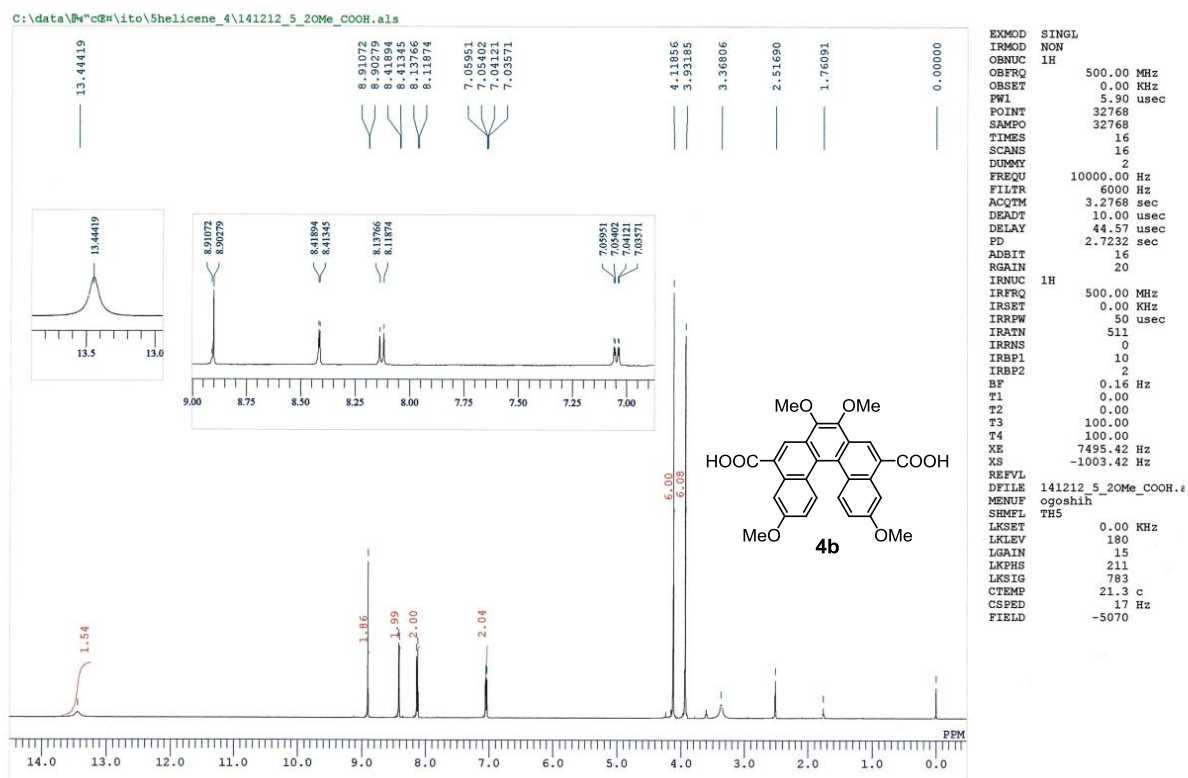 C:\data\ \ito\5helicene_4\141212_5_2OMe_COOH.als
13.44419
8.91072
8.90279
8.41894
8.41345
8.13766
8.11874
7.05951
7.05402
7.04121
7.03571
4.11856
3.93185
3.36806
2.51690
1.76091
0.00000
13.44419
13.5 13.0
8.91072
8.90279
8.41894
8.41345
8.13766
8.11874
7.05951
7.05402
7.04121
7.03571
9.00 8.75 8.50 8.25 8.00 7.75 7.50 7.25 7.00
MeO OMe
HOOC COOH
MeO OMe
4b
1.54
1.86
1.99
2.00
2.04
6.00
6.08
PPM
14.0 13.0 12.0 11.0 10.0 9.0 8.0 7.0 6.0 5.0 4.0 3.0 2.0 1.0 0.0
EXMOD SINGL
IRMOD NON
OBNUC 1H
OBFRQ 500.00 MHz
OBSET 0.00 KHz
PW1 5.90 usec
POINT 32768
SAMPO 32768
TIMES 16
SCANS 16
DUMMY 2
FREQU 10000.00 Hz
FILTR 6000 Hz
ACQTM 3.2768 sec
DEADT 10.00 usec
DELAY 44.57 usec
PD 2.7232 sec
ADBIT 16
RGAIN 20
IRNUC 1H
IRFRQ 500.00 MHz
IRSET 0.00 KHz
IRRPW 50 usec
IRATN 511
IRRNS 0
IRBP1 10
IRBP2 2
BF 0.16 Hz
T1 0.00
T2 0.00
T3 100.00
T4 100.00
XE 7495.42 Hz
XS -1003.42 Hz
REFVL
DFILE 141212_5_2OMe_COOH.a
MENUF ogoshih
SHMFL TH5
LKSET 0.00 KHz
LKLEV 180
LGAIN 15
LKPHS 211
LKSIG 783
CTEMP 21.3 c
CSPED 17 Hz
FIELD -5070